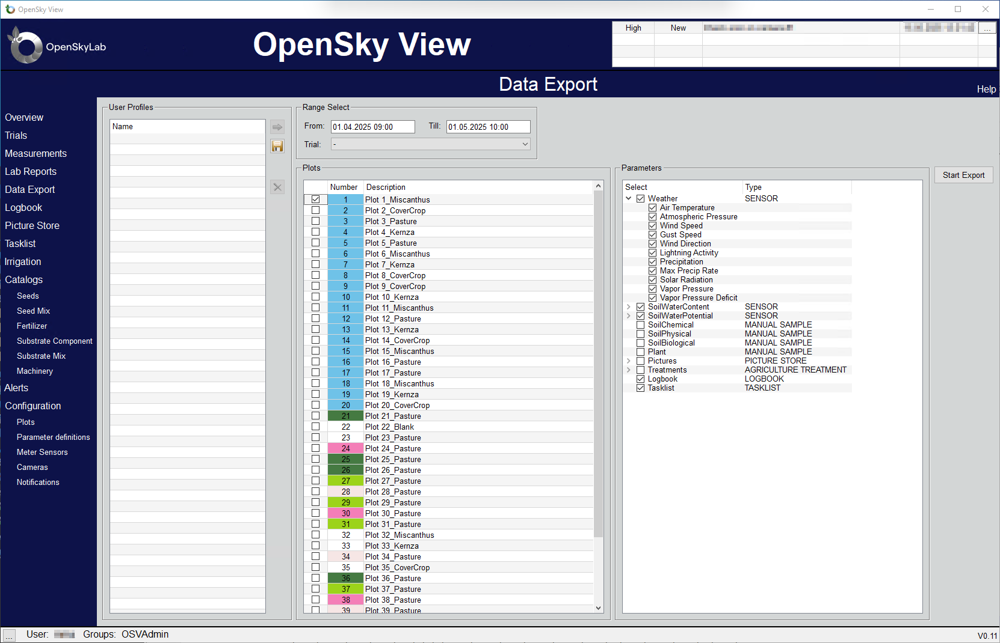 OpenSky View
OpenSkyLab
OpenSky View
High New
...
Data Export
Help
Overview
Trials
Measurements
Lab Reports
Data Export
Logbook
Picture Store
Tasklist
Irrigation
Catalogs
Seeds
Seed Mix
Fertilizer
Substrate Component
Substrate Mix
Machinery
Alerts
Configuration
Plots
Parameter definitions
Meter Sensors
Cameras
Notifications
User Profiles
Name
Range Select
From: 01.04.2025 09:00 Till: 01.05.2025 10:00
Trial: -
Plots
Number Description
1 Plot 1_Miscanthus
2 Plot 2_CoverCrop
3 Plot 3_Pasture
4 Plot 4_Kernza
5 Plot 5_Pasture
6 Plot 6_Miscanthus
7 Plot 7_Kernza
8 Plot 8_CoverCrop
9 Plot 9_CoverCrop
10 Plot 10_Kernza
11 Plot 11_Miscanthus
12 Plot 12_Pasture
13 Plot 13_Kernza
14 Plot 14_CoverCrop
15 Plot 15_Miscanthus
16 Plot 16_Pasture
17 Plot 17_Pasture
18 Plot 18_Miscanthus
19 Plot 19_Kernza
20 Plot 20_CoverCrop
21 Plot 21_Pasture
22 Plot 22_Blank
23 Plot 23_Pasture
24 Plot 24_Pasture
25 Plot 25_Pasture
26 Plot 26_Pasture
27 Plot 27_Pasture
28 Plot 28_Pasture
29 Plot 29_Pasture
30 Plot 30_Pasture
31 Plot 31_Pasture
32 Plot 32_Miscanthus
33 Plot 33_Kernza
34 Plot 34_Pasture
35 Plot 35_CoverCrop
36 Plot 36_Pasture
37 Plot 37_Pasture
38 Plot 38_Pasture
39 Plot 39_Pasture
Parameters
Select Type
Weather SENSOR
Air Temperature
Atmospheric Pressure
Wind Speed
Gust Speed
Wind Direction
Lightning Activity
Precipitation
Max Precip Rate
Solar Radiation
Vapor Pressure
Vapor Pressure Deficit
SoilWaterContent SENSOR
SoilWaterPotential SENSOR
SoilChemical MANUAL SAMPLE
SoilPhysical MANUAL SAMPLE
SoilBiological MANUAL SAMPLE
Plant MANUAL SAMPLE
Pictures PICTURE STORE
Treatments AGRICULTURE TREATMENT
Logbook LOGBOOK
Tasklist TASKLIST
Start Export
... User: Groups: OSVAdmin
V0.11